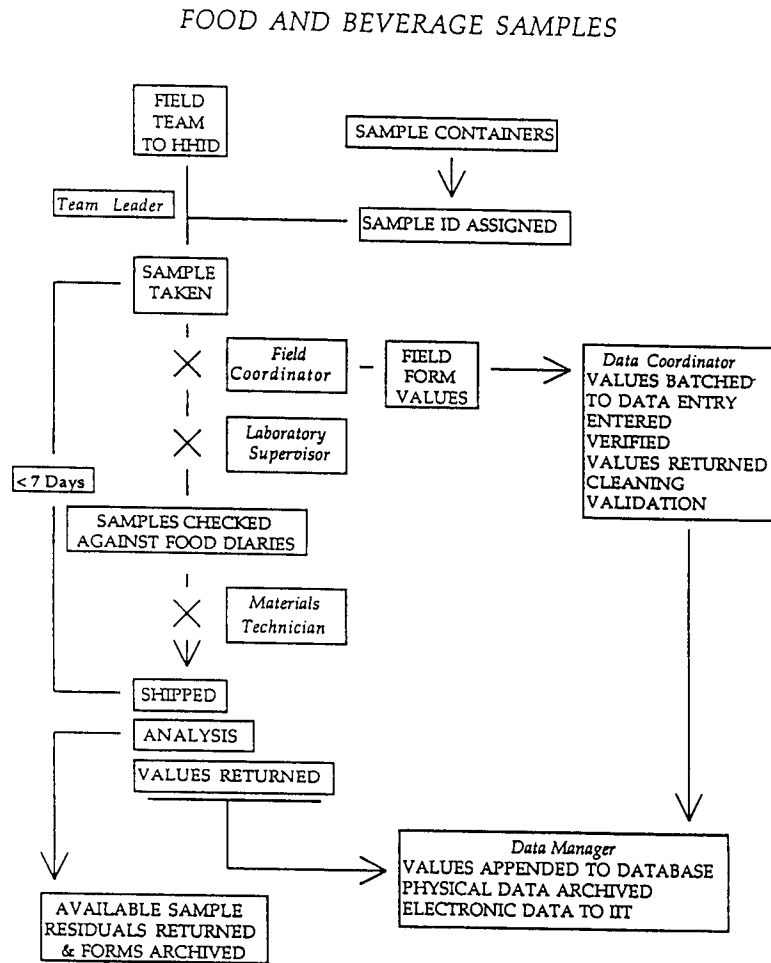 FOOD AND BEVERAGE SAMPLES
FIELD
TEAM
TO HHID
SAMPLE CONTAINERS
Team Leader
SAMPLE ID ASSIGNED
SAMPLE
TAKEN
Field
Coordinator
FIELD
FORM
VALUES
Data Coordinator
VALUES BATCHED
TO DATA ENTRY
ENTERED
VERIFIED
VALUES RETURNED
CLEANING
VALIDATION
Laboratory
Supervisor
< 7 Days
SAMPLES CHECKED
AGAINST FOOD DIARIES
Materials
Technician
SHIPPED
ANALYSIS
VALUES RETURNED
Data Manager
VALUES APPENDED TO DATABASE
PHYSICAL DATA ARCHIVED
ELECTRONIC DATA TO IIT
AVAILABLE SAMPLE
RESIDUALS RETURNED
& FORMS ARCHIVED